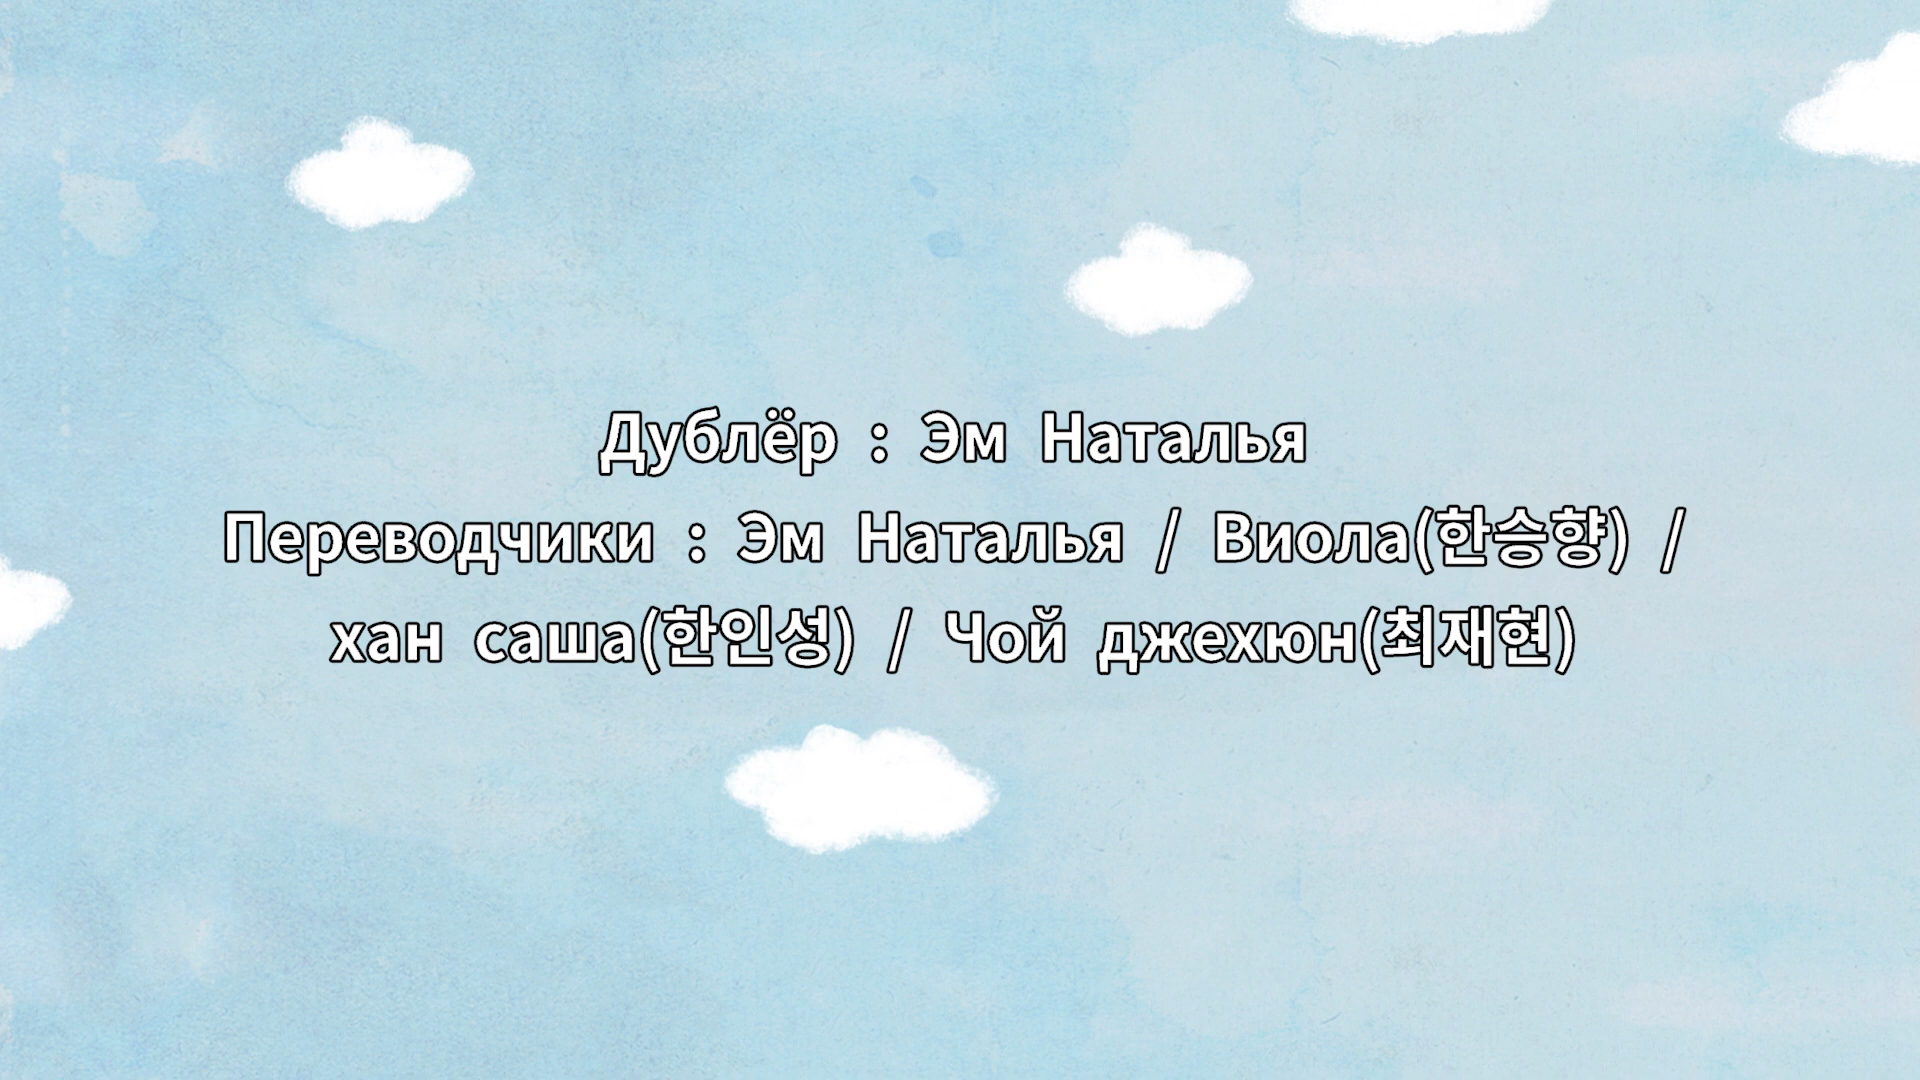 Дублёр : Эм Наталья
Переводчики : Эм Наталья / Виола(한승향) /
хан саша(한인성) / Чой джехюн(최재현)